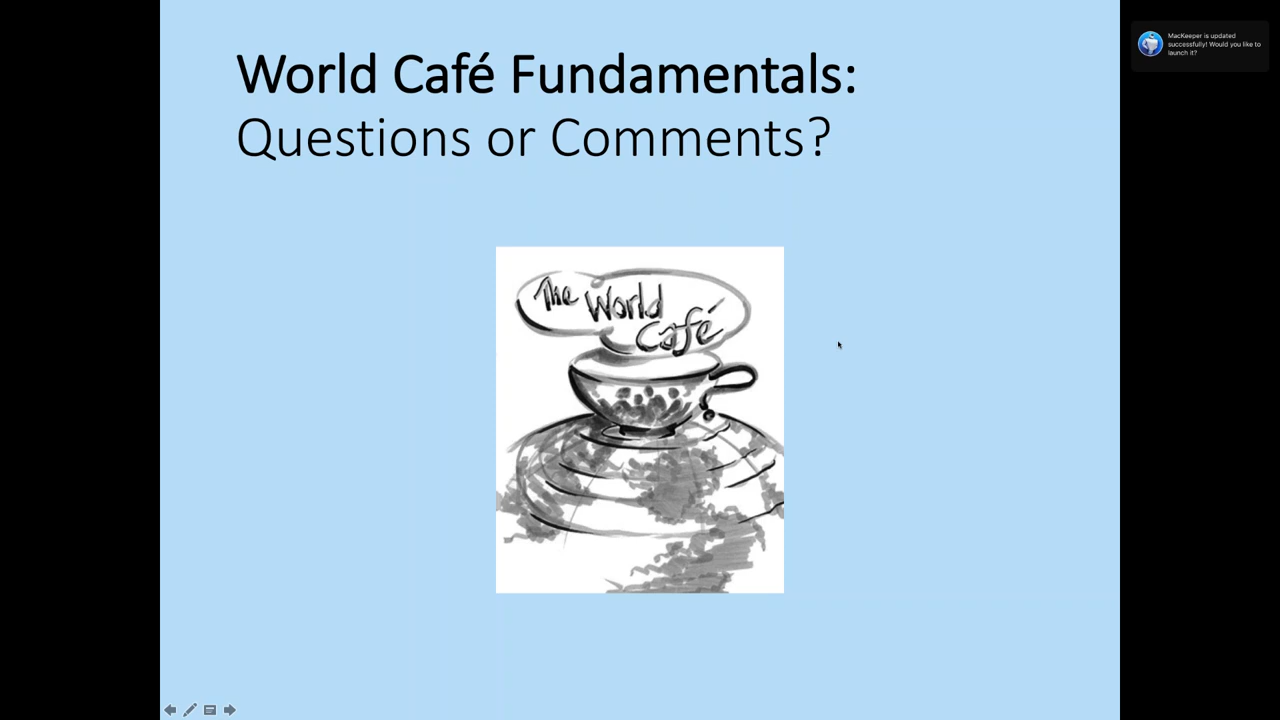 World Café Fundamentals:
Questions or Comments?
MacKeeper is updated
successfully! Would you like to
launch it?
The World
Café